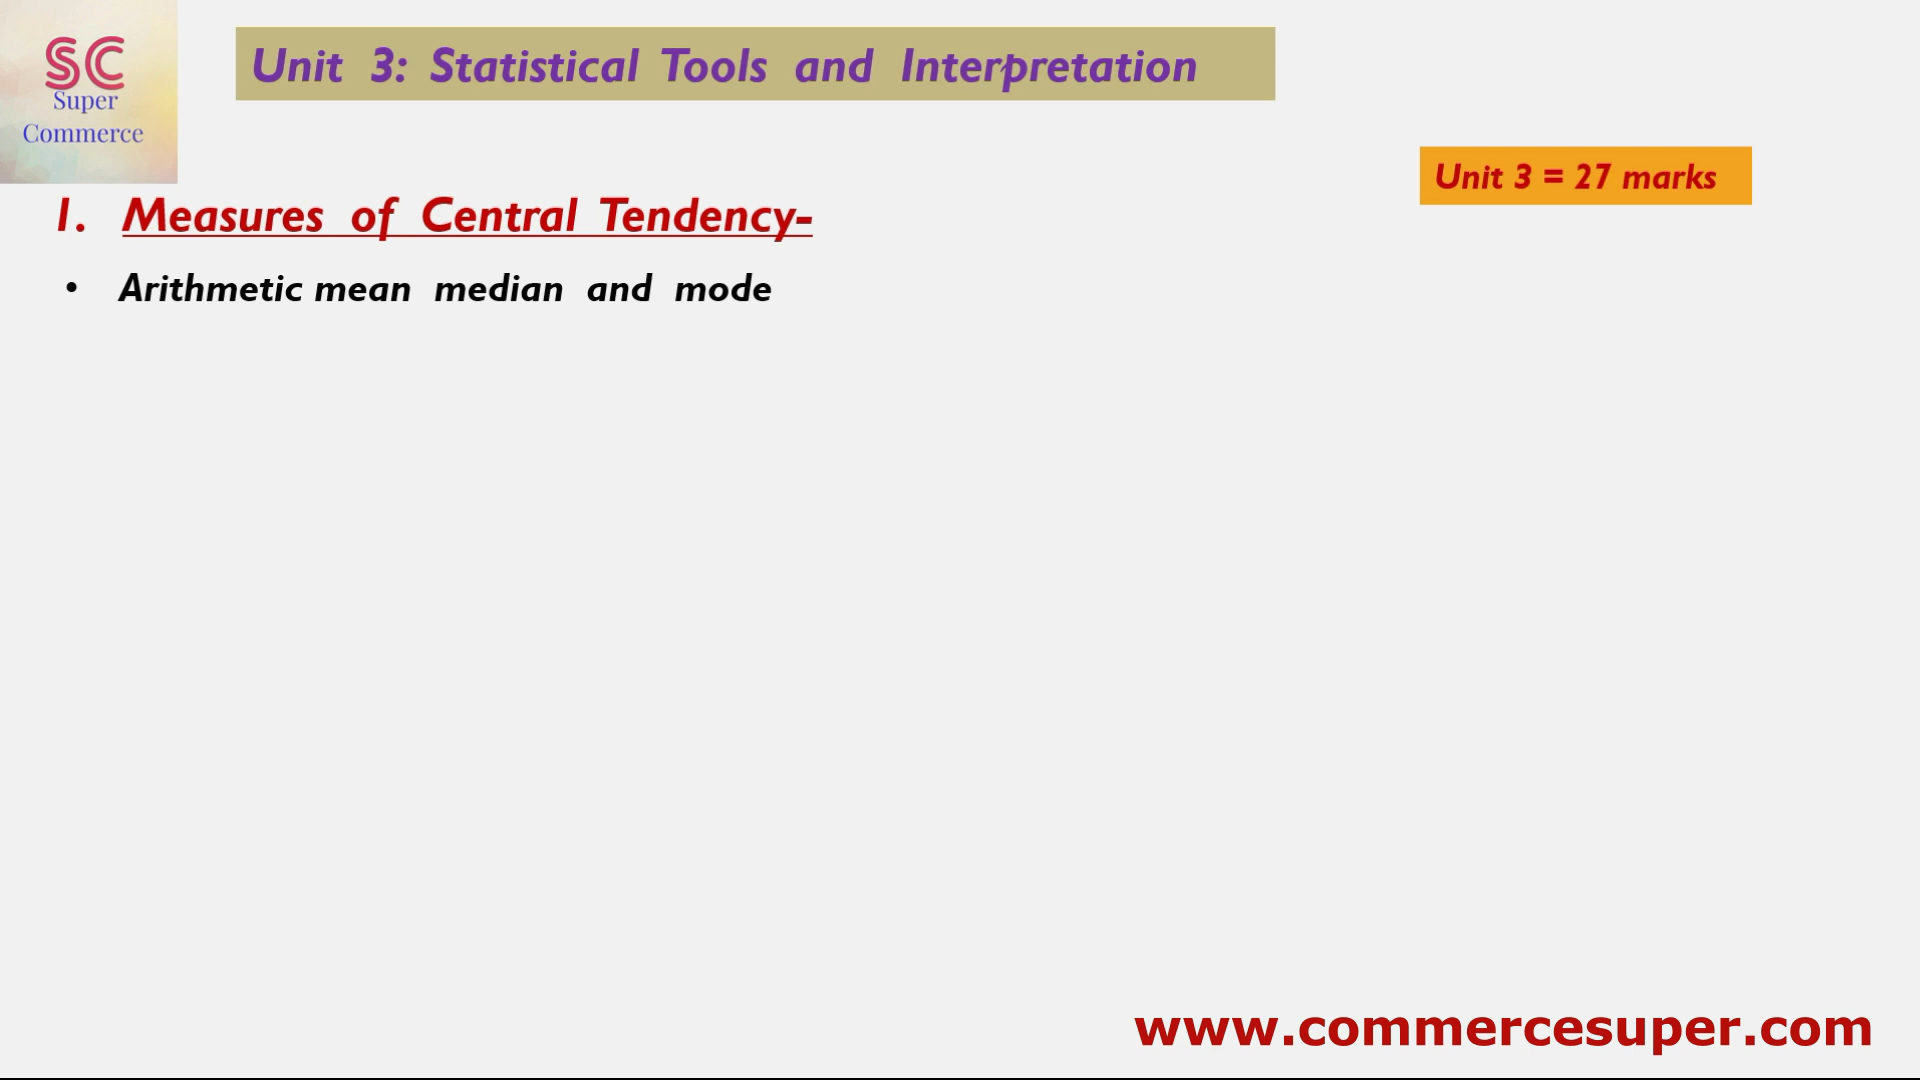 SC
Super
Commerce
Unit 3: Statistical Tools and Interpretation
Unit 3 = 27 marks
1. Measures of Central Tendency-
• Arithmetic mean median and mode
www.commercesuper.com